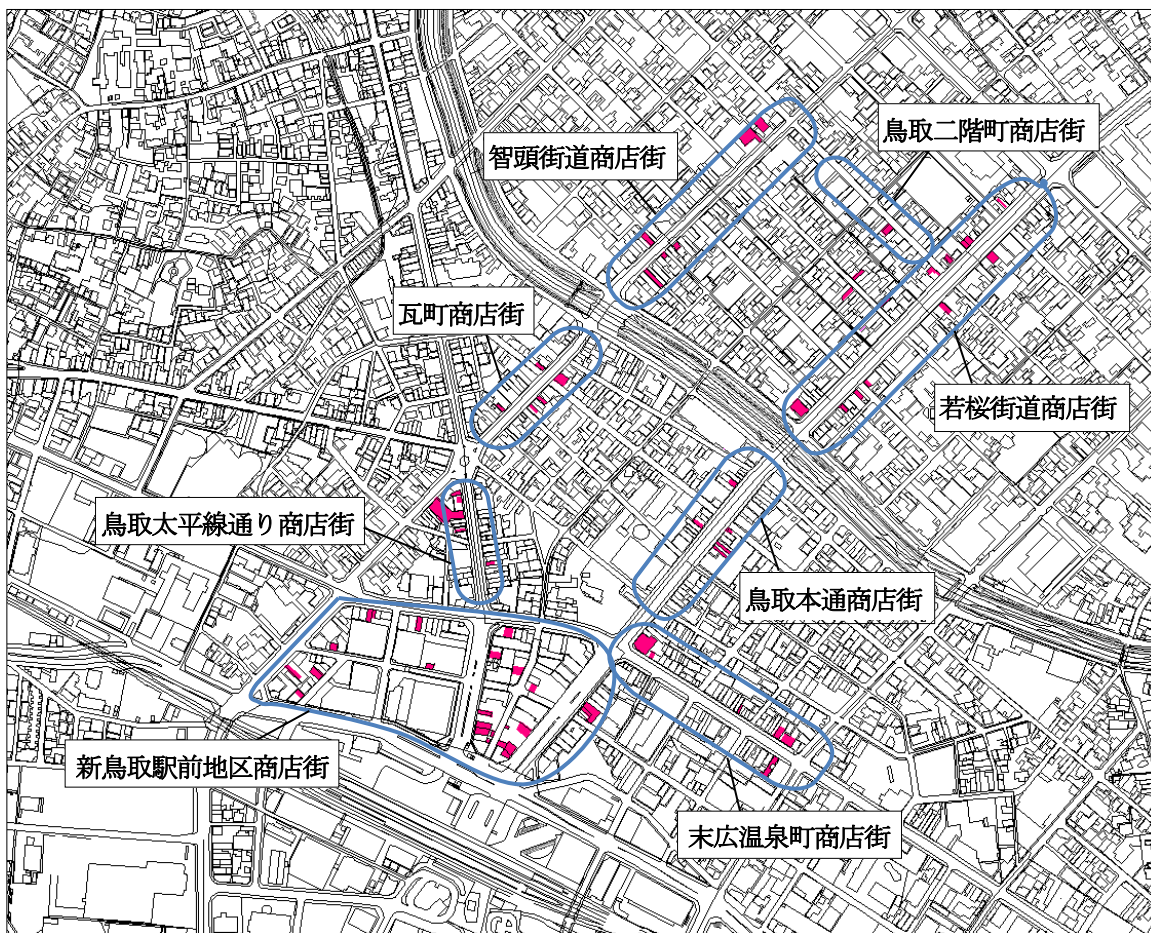 鳥取二階町商店街
智頭街道商店街
瓦町商店街
若桜街道商店街
鳥取太平線通り商店街
鳥取本通商店街
新鳥取駅前地区商店街
末広温泉町商店街